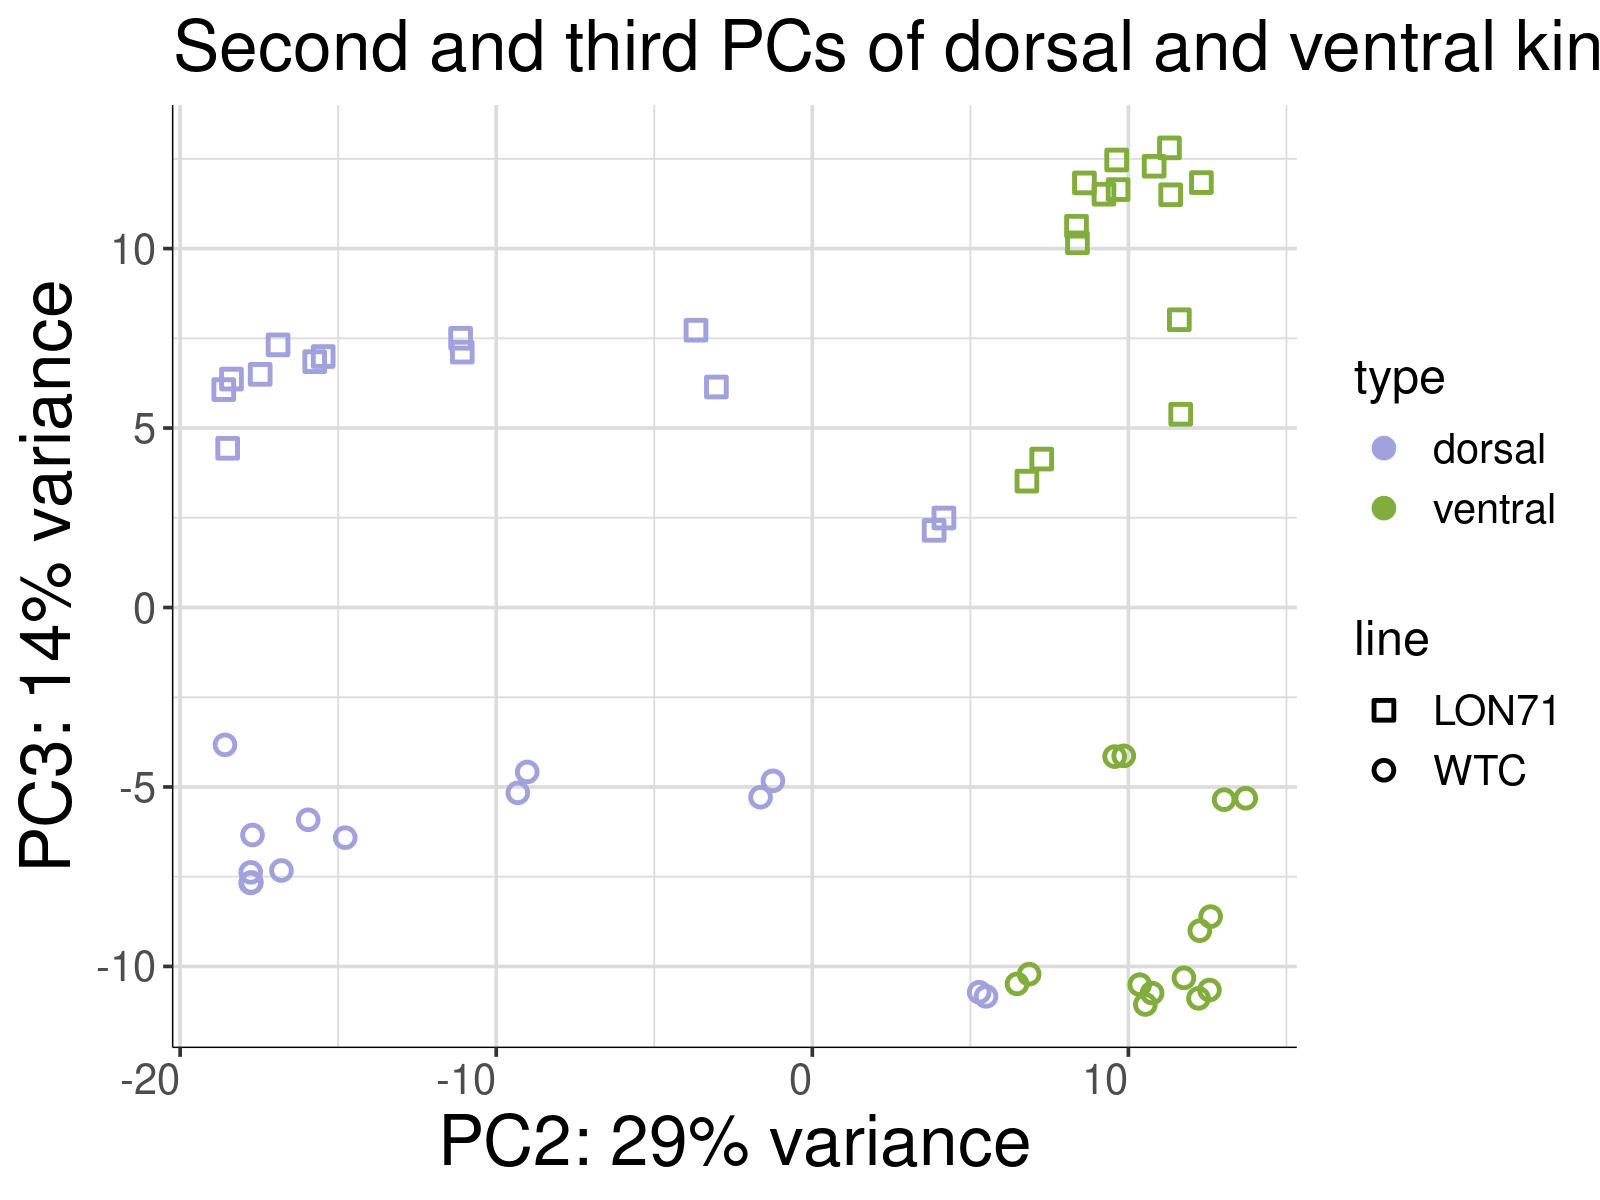 Second and third PCs of dorsal and ventral kin
PC3: 14% variance
10
5
0
-5
-10
-20
-10
0
10
PC2: 29% variance
type
dorsal
ventral
line
LON71
WTC